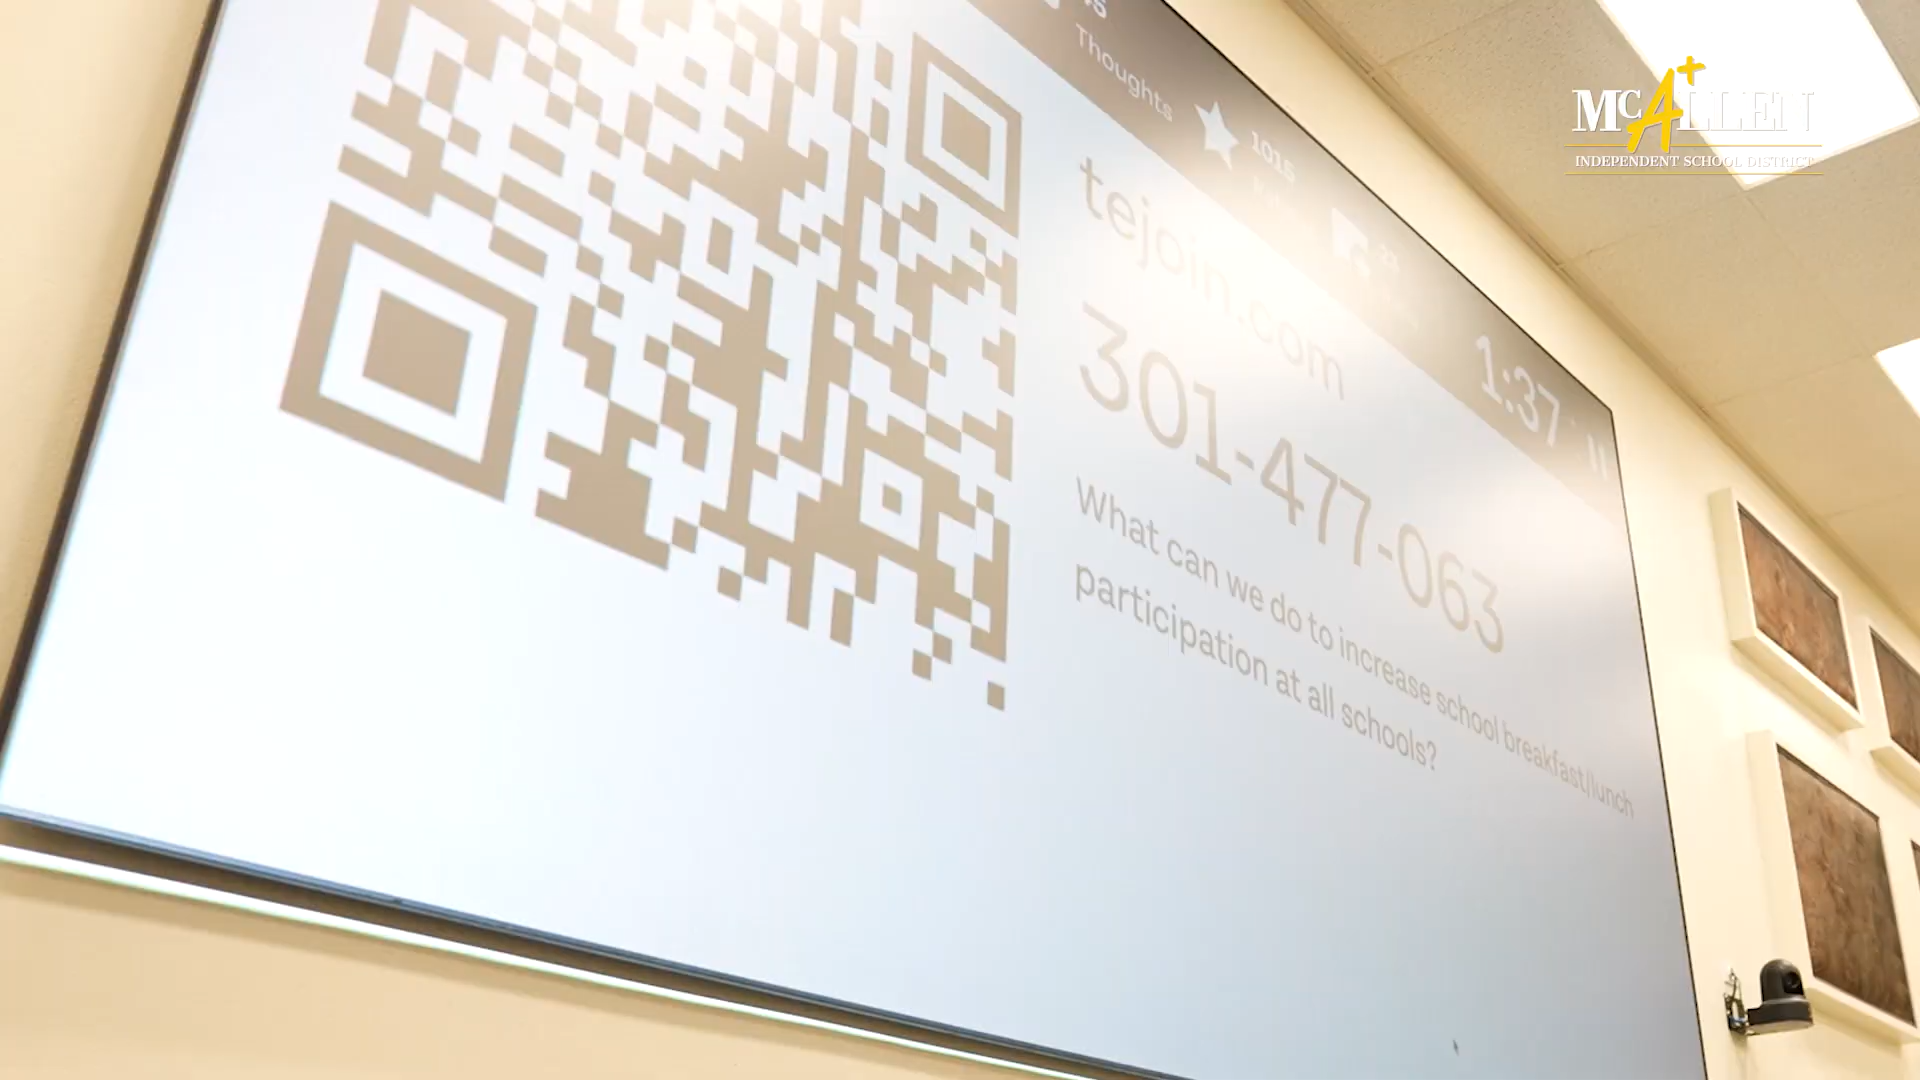 Thoughts
1015
tejoin.com
301-477-063
1:37
What can we do to increase school breakfast/lunch
participation at all schools?
McALLEN
INDEPENDENT SCHOOL DISTRICT